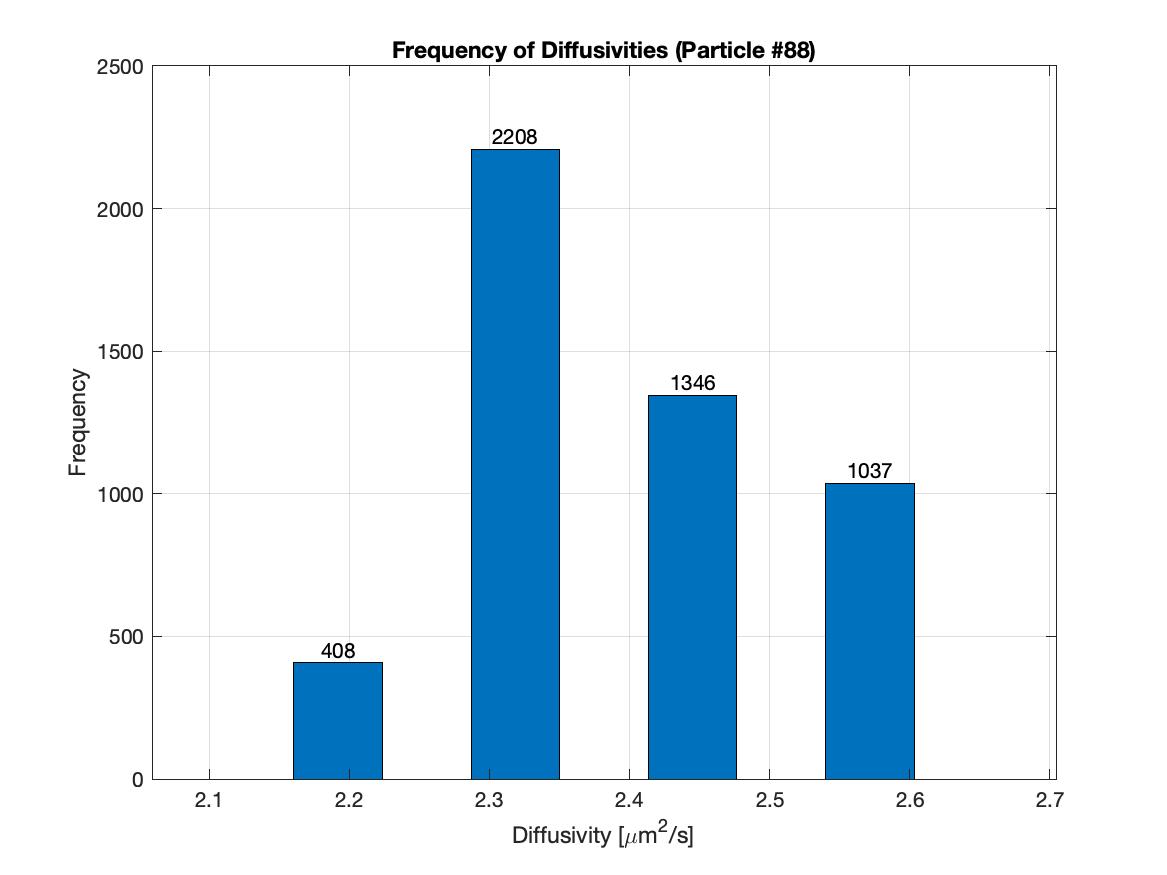 Frequency of Diffusivities (Particle #88)
2500
2000
1500
1000
500
0
Frequency
408
2208
1346
1037
2.1 2.2 2.3 2.4 2.5 2.6 2.7
Diffusivity [μm²/s]